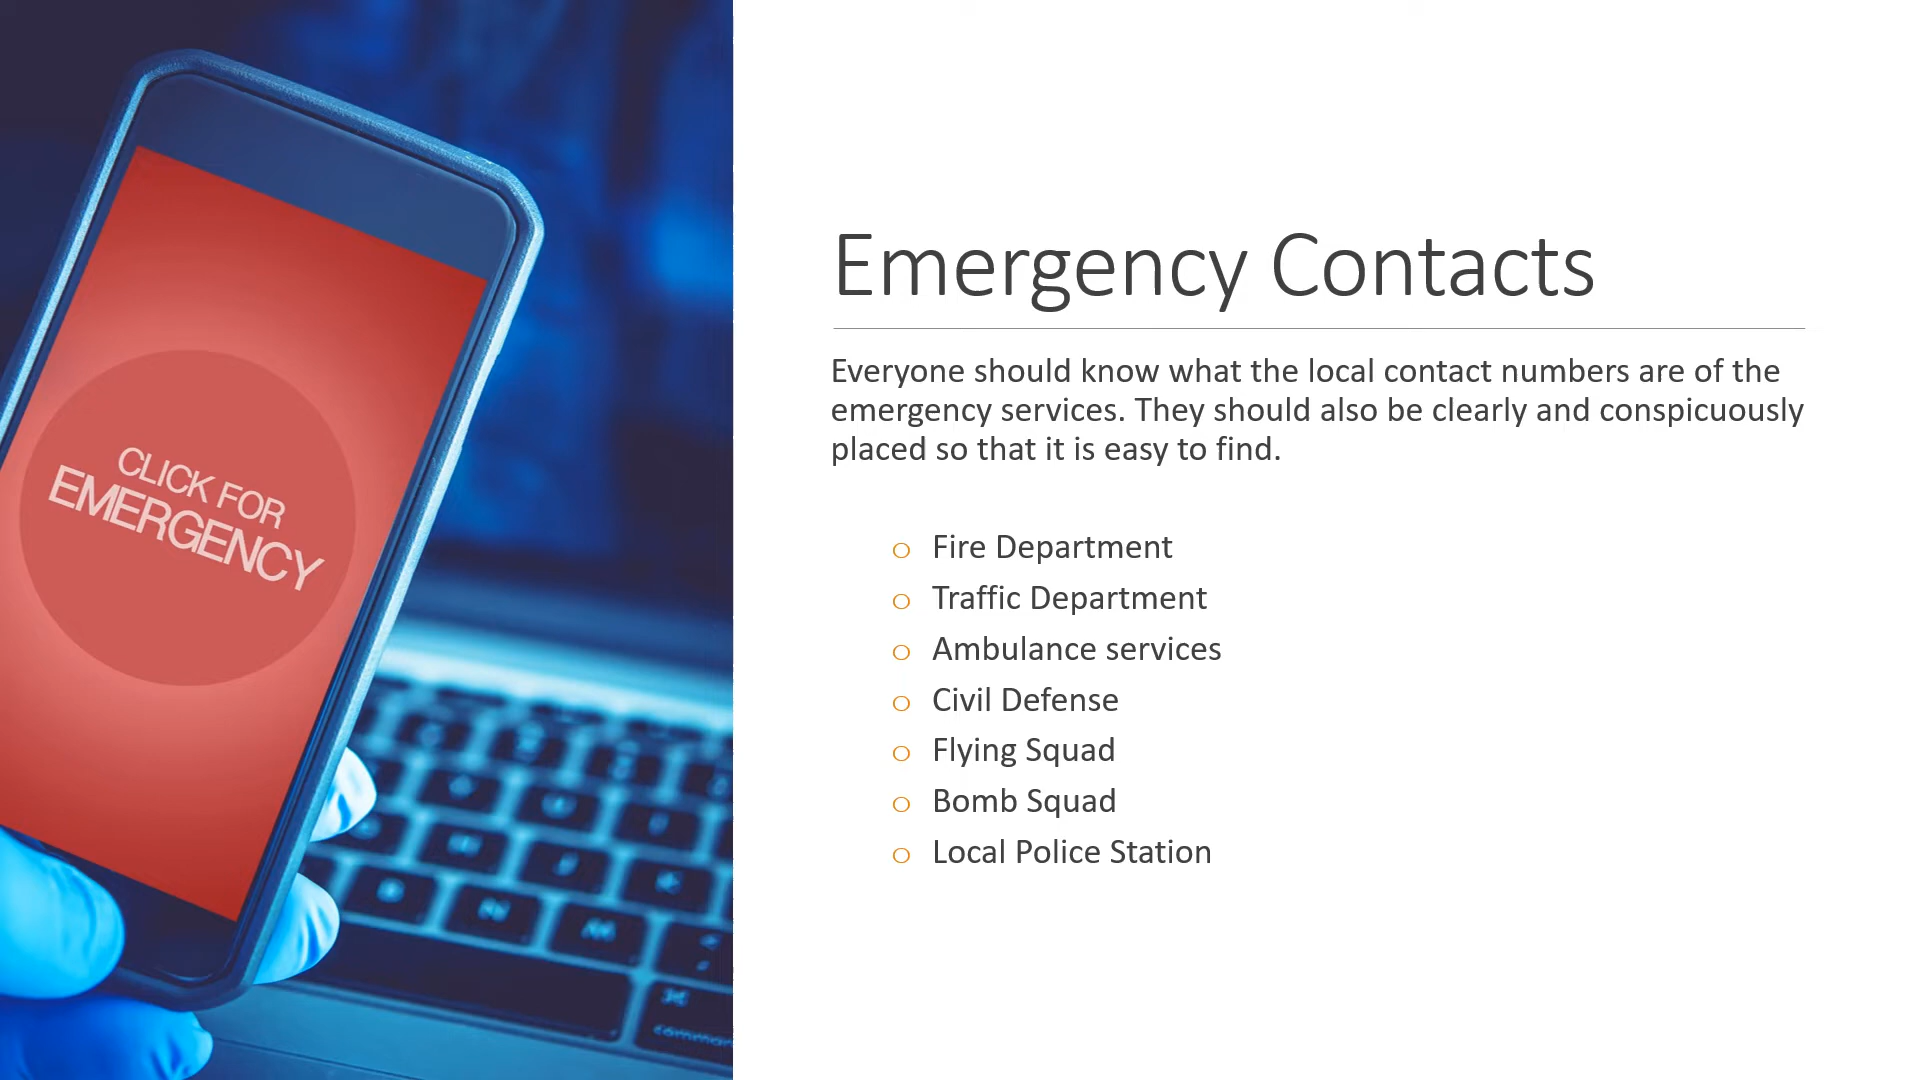 CLICK FOR
EMERGENCY
Emergency Contacts
Everyone should know what the local contact numbers are of the
emergency services. They should also be clearly and conspicuously
placed so that it is easy to find.
o Fire Department
o Traffic Department
o Ambulance services
o Civil Defense
o Flying Squad
o Bomb Squad
o Local Police Station